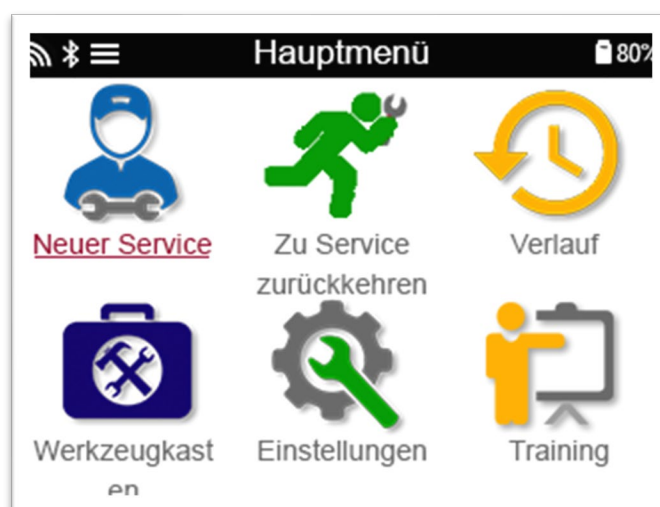 Hauptmenü 80%
Neuer Service Zu Service Verlauf
zurückkehren
Werkzeugkast Einstellungen Training
en